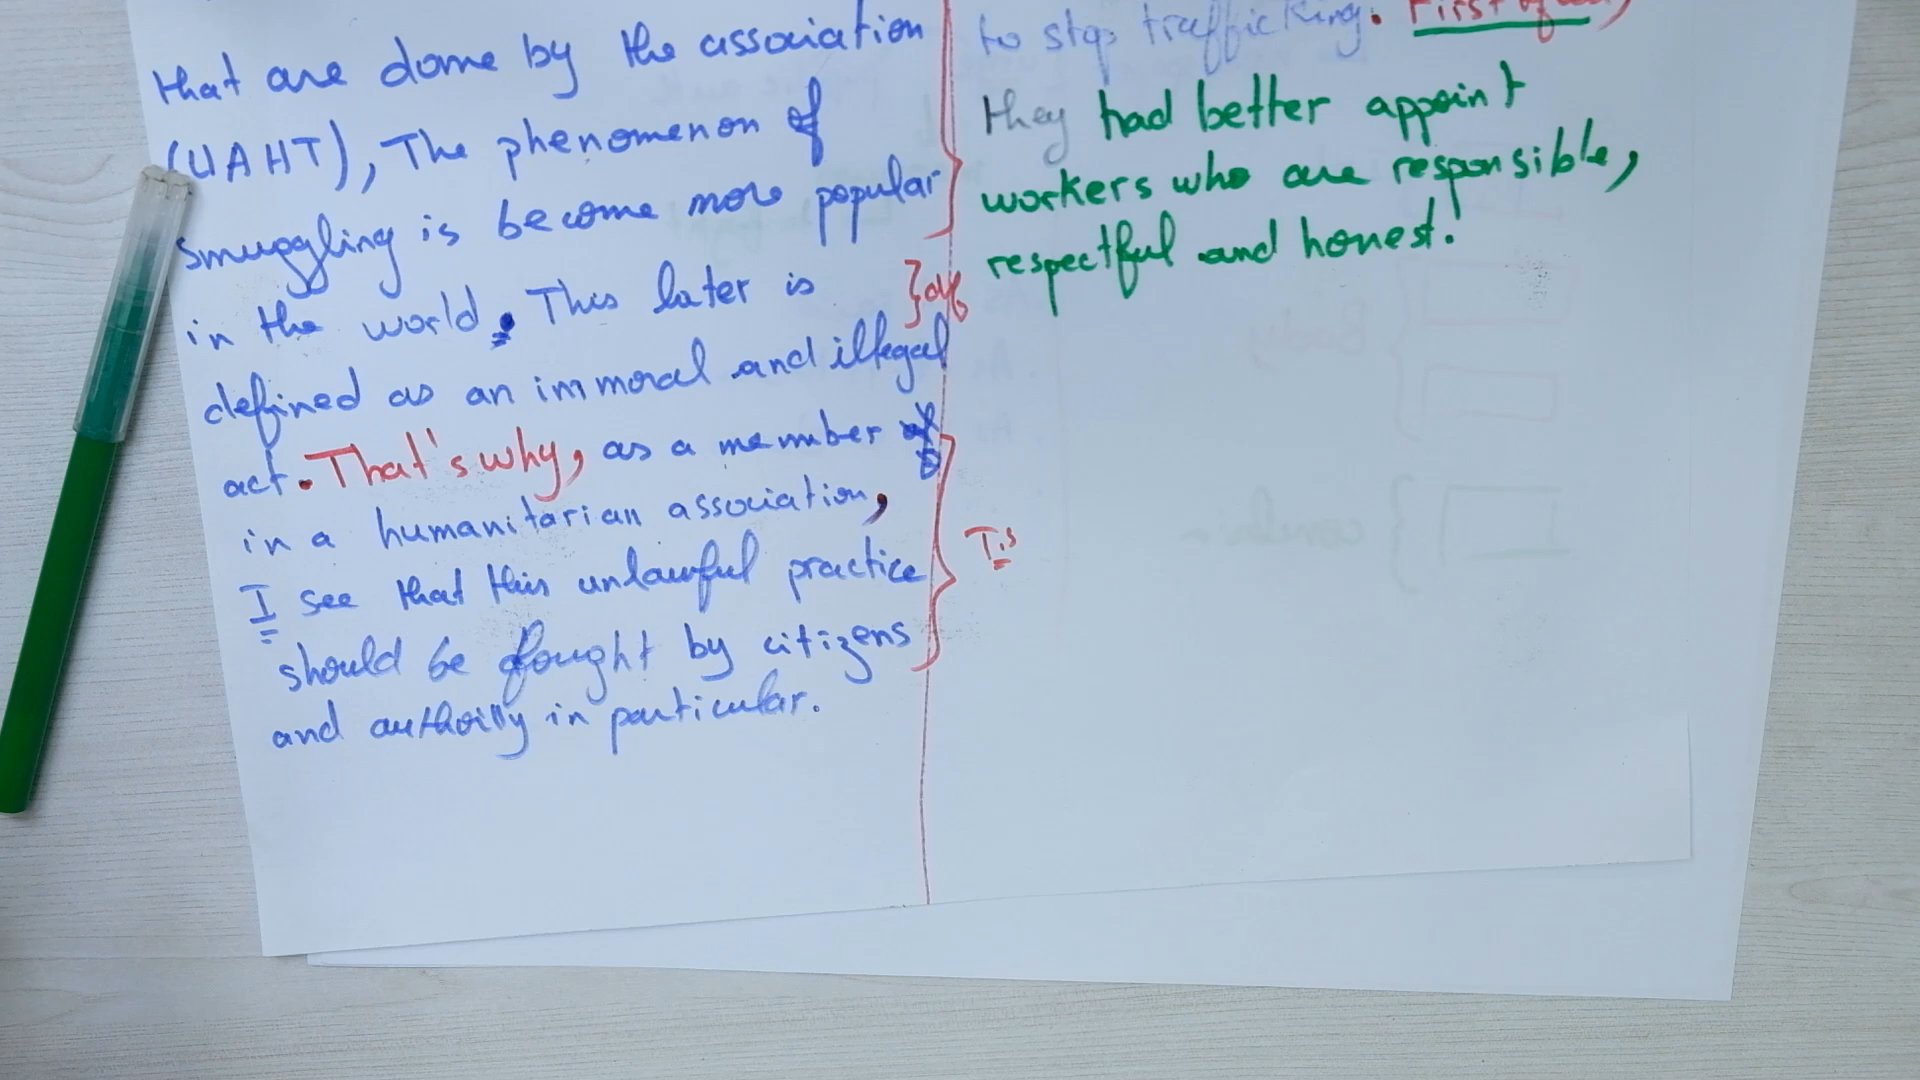 that are done by the association
(UAHT), The phenomenon of
smuggling is become more popular
in the world. This later is
defined as an immoral and illegal
act. That's why, as a member
in a humanitarian association,
I see that this unlawful practice
should be fought by citizens
and authority in particular.
def
T.s
to stop trafficking. First of all,
they had better appoint
workers who are responsible,
respectful and honest.
Body